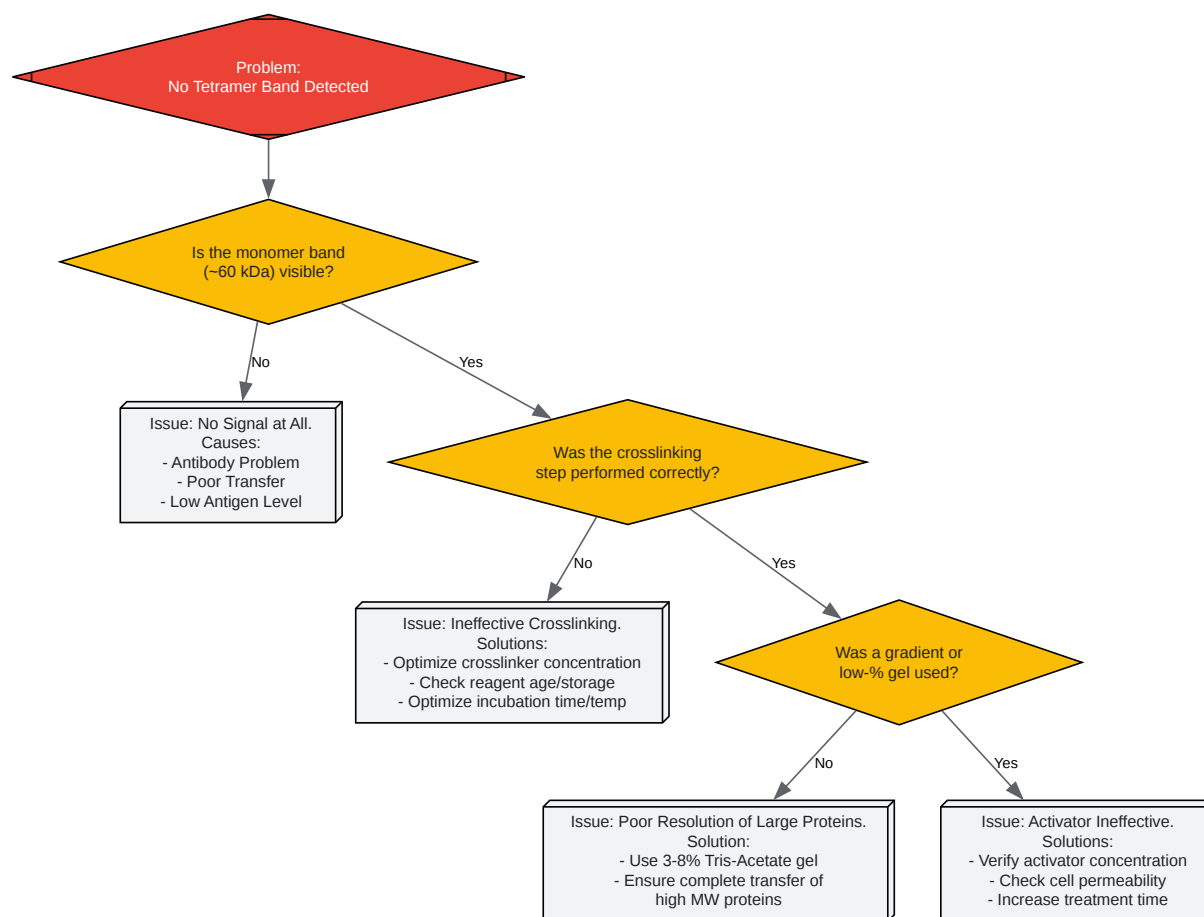 Problem:
No Tetramer Band Detected
Is the monomer band
(~60 kDa) visible?
No
Yes
Issue: No Signal at All.
Causes:
- Antibody Problem
- Poor Transfer
- Low Antigen Level
Was the crosslinking
step performed correctly?
No
Yes
Issue: Ineffective Crosslinking.
Solutions:
- Optimize crosslinker concentration
- Check reagent age/storage
- Optimize incubation time/temp
Was a gradient or
low-% gel used?
No
Yes
Issue: Poor Resolution of Large Proteins.
Solution:
- Use 3-8% Tris-Acetate gel
- Ensure complete transfer of
high MW proteins
Issue: Activator Ineffective.
Solutions:
- Verify activator concentration
- Check cell permeability
- Increase treatment time